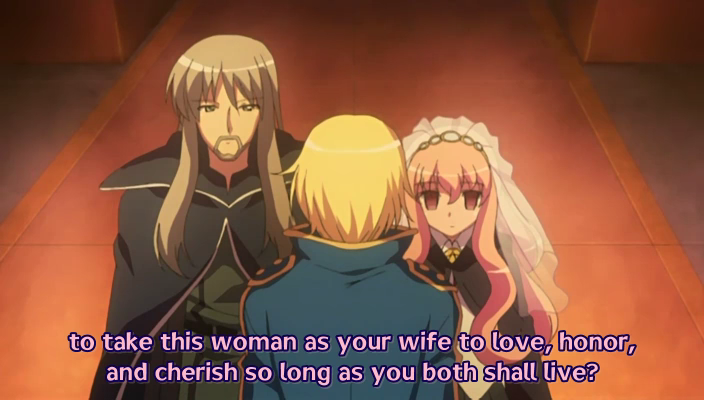 to take this woman as your wife to love, honor,
and cherish so long as you both shall live?